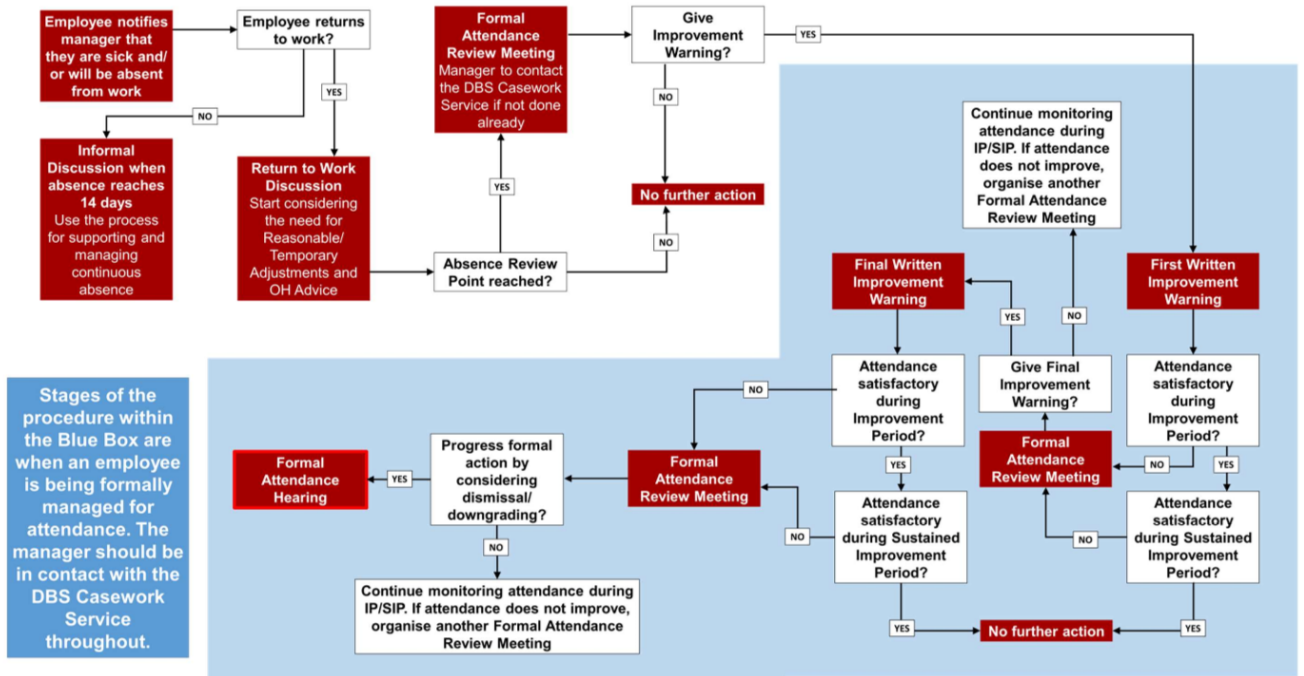 Employee notifies
manager that
they are sick and/
or will be absent
from work
Employee returns
to work?
NO
YES
Informal
Discussion when
absence reaches
14 days
Use the process
for supporting and
managing
continuous
absence
Return to Work
Discussion
Start considering
the need for
Reasonable/
Temporary
Adjustments and
OH Advice
Formal
Attendance
Review Meeting
Manager to contact
the DBS Casework
Service if not done
already
YES
Absence Review
Point reached?
Give
Improvement
Warning?
YES
NO
No further action
NO
Continue monitoring
attendance during
IP/SIP. If attendance
does not improve,
organise another
Formal Attendance
Review Meeting
Final Written
Improvement
Warning
YES
NO
First Written
Improvement
Warning
Attendance
satisfactory
during
Improvement
Period?
Give Final
Improvement
Warning?
Attendance
satisfactory
during
Improvement
Period?
NO
Formal
Attendance
Review Meeting
NO
YES
YES
Attendance
satisfactory
during Sustained
Improvement
Period?
NO
Attendance
satisfactory
during Sustained
Improvement
Period?
NO
YES
No further action
YES
Formal
Attendance
Review Meeting
Progress formal
action by
considering
dismissal/
downgrading?
YES
Formal
Attendance
Hearing
NO
Continue monitoring attendance during
IP/SIP. If attendance does not improve,
organise another Formal Attendance
Review Meeting
Stages of the
procedure within
the Blue Box are
when an employee
is being formally
managed for
attendance. The
manager should be
in contact with the
DBS Casework
Service
throughout.